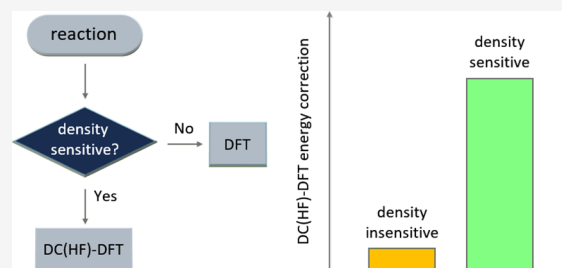 reaction
density
sensitive?
No
DFT
Yes
DC(HF)-DFT
DC(HF)-DFT energy correction
density
insensitive
density
sensitive